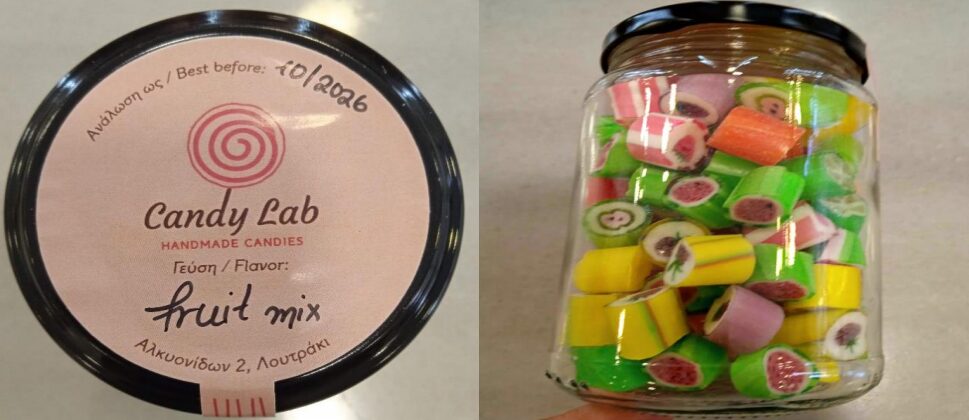 Ανάλωση ως / Best before: 10/2026
Candy Lab
HANDMADE CANDIES
Γεύση / Flavor:
fruit mix
Αλκυονίδων 2, Λουτράκι